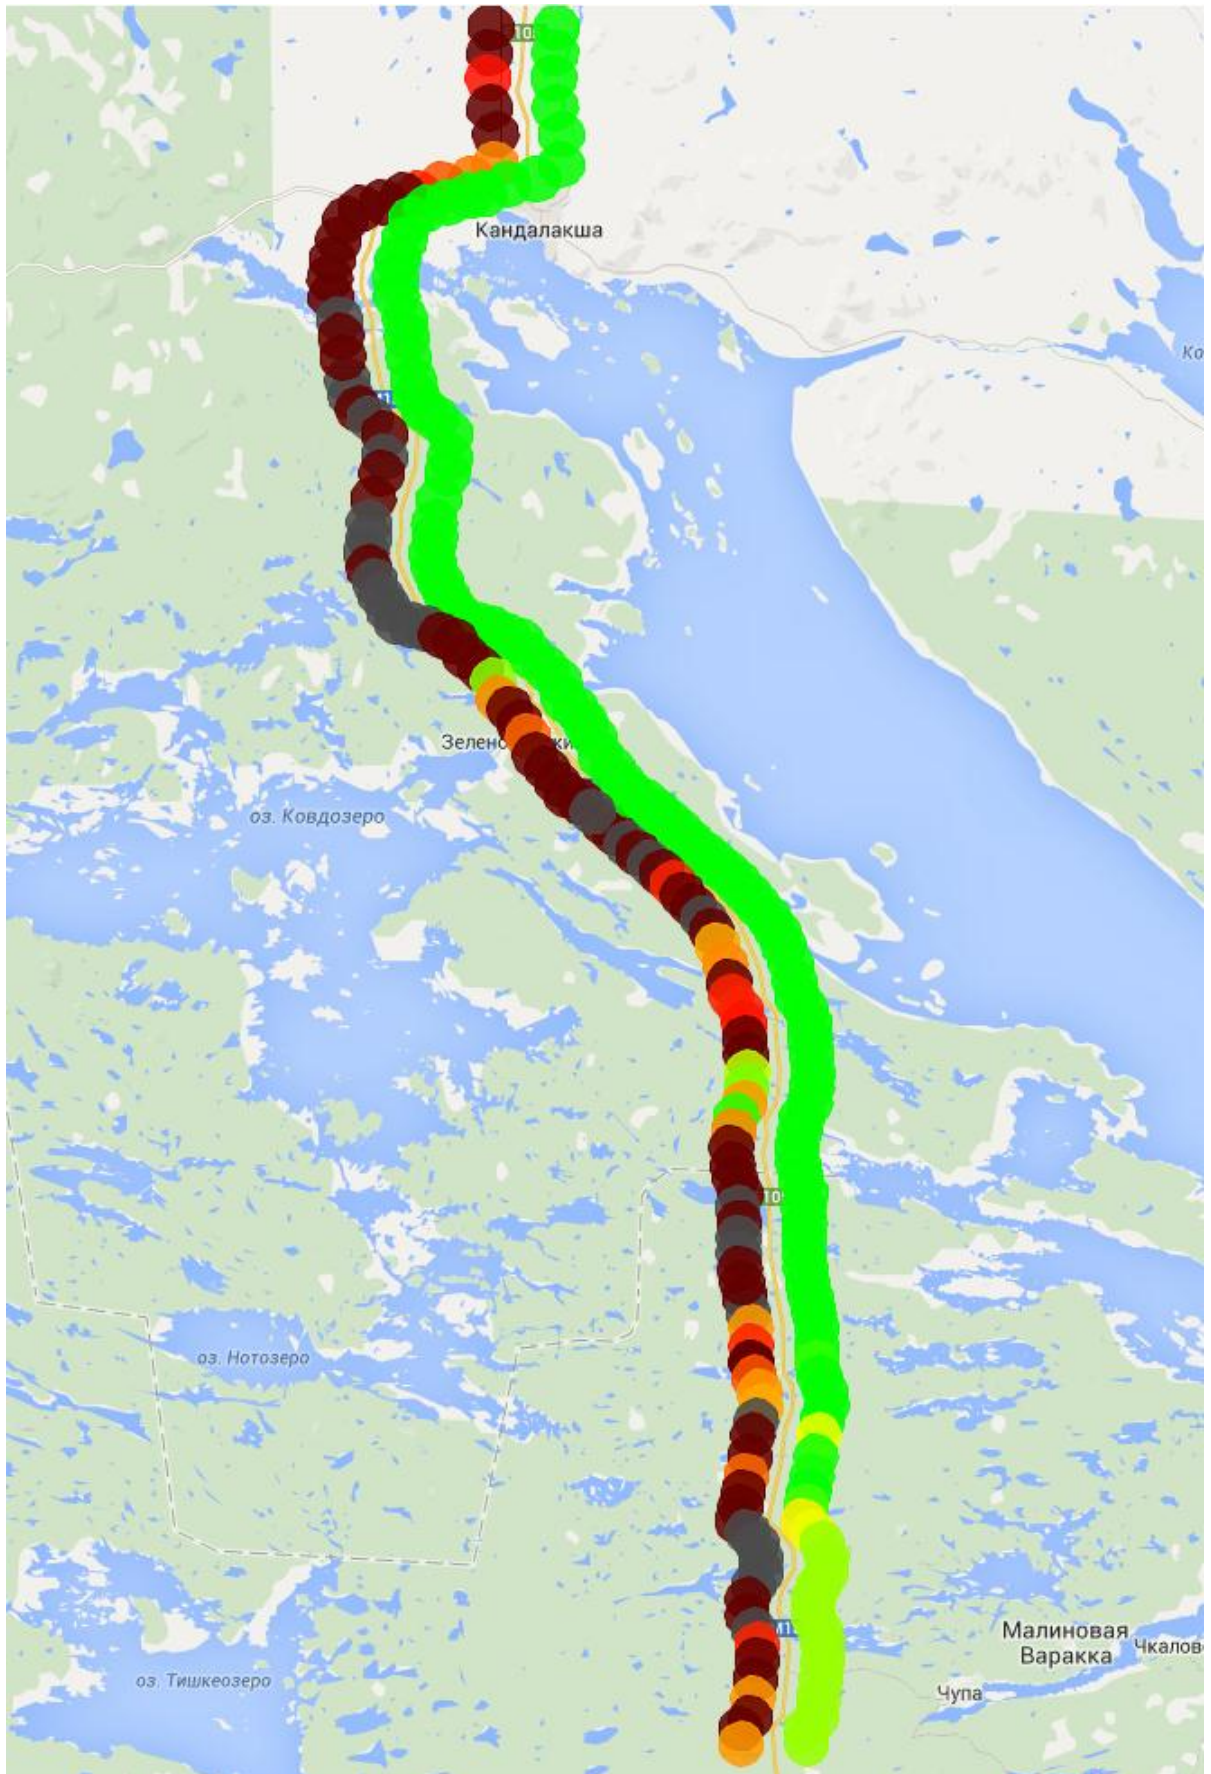 Кандалакша
оз. Ковдозеро
оз. Нотозеро
Малиновая
Варакка
Чкалов
оз. Тишкеозеро
Чупа